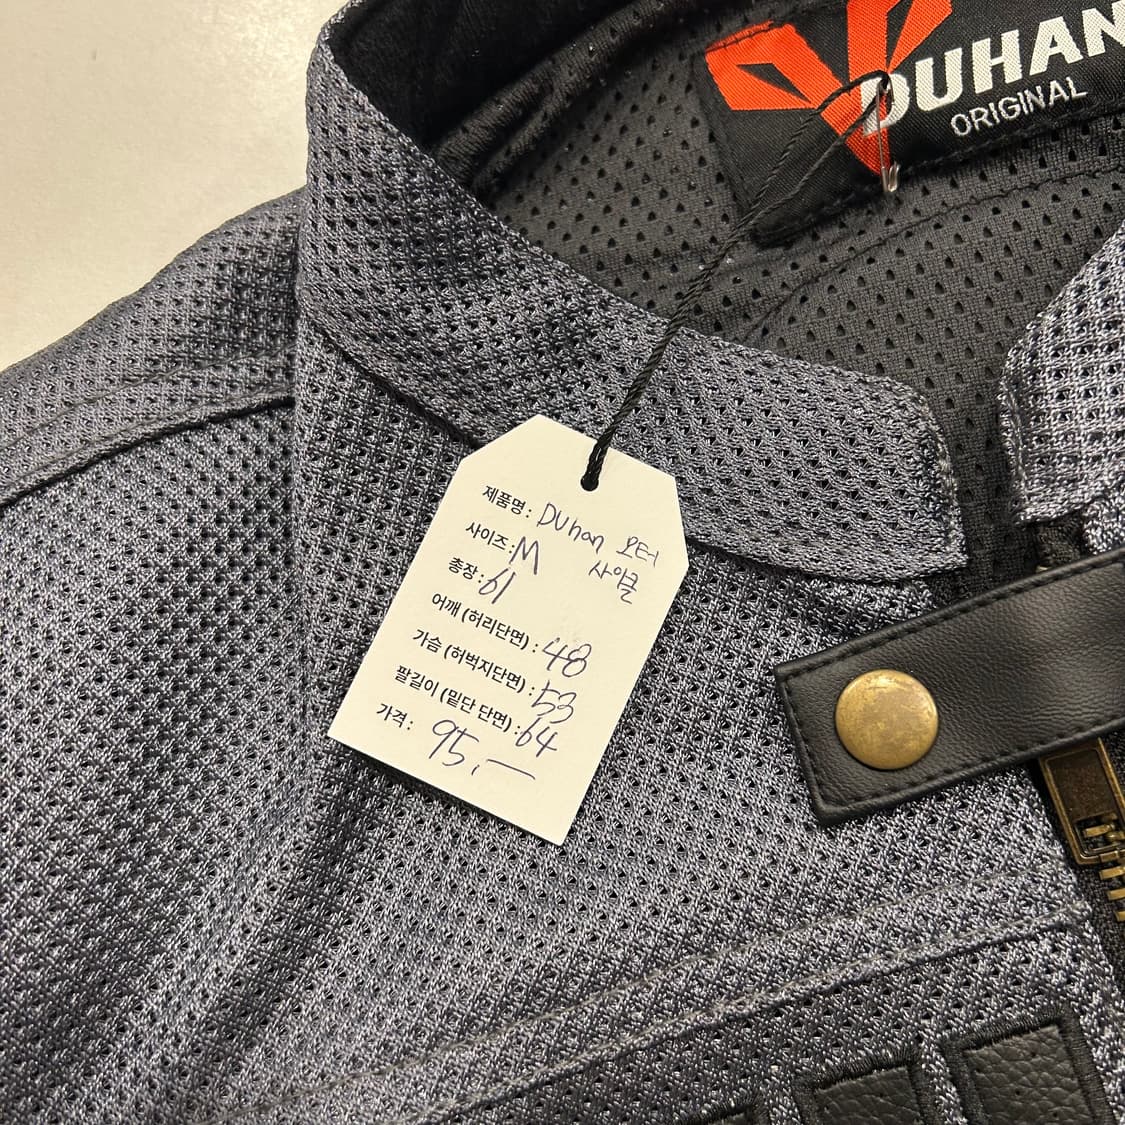 DUHAN
ORIGINAL
제품명 : DUhan 모터
사이클
사이즈 : M
총장 : 61
어깨 (허리단면) : 48
가슴 (허벅지단면) : 53
팔길이 (밑단 단면) : 64
가격 : 95,—